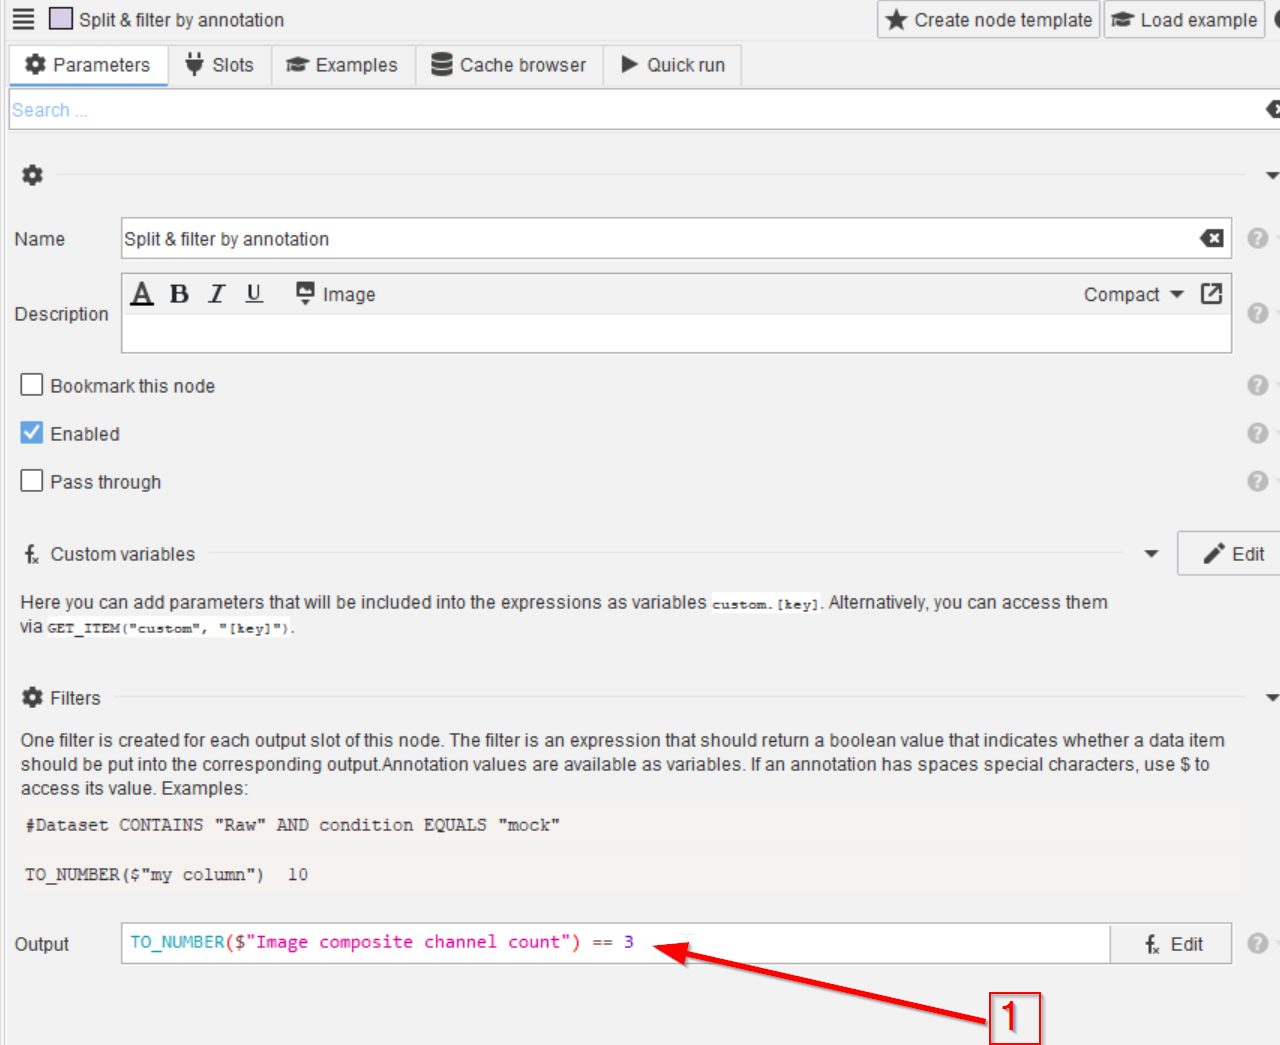 Split & filter by annotation
Create node template
Load example
Parameters
Slots
Examples
Cache browser
Quick run
Search ...
Name
Split & filter by annotation
A B I U Image
Compact
Description
Bookmark this node
Enabled
Pass through
fx Custom variables
Edit
Here you can add parameters that will be included into the expressions as variables custom.[key]. Alternatively, you can access them
via GET_ITEM("custom", "[key]").
Filters
One filter is created for each output slot of this node. The filter is an expression that should return a boolean value that indicates whether a data item
should be put into the corresponding output.Annotation values are available as variables. If an annotation has spaces special characters, use $ to
access its value. Examples:
#Dataset CONTAINS "Raw" AND condition EQUALS "mock"
TO_NUMBER($"my column")  10
Output
TO_NUMBER($"Image composite channel count") == 3
fx Edit
1